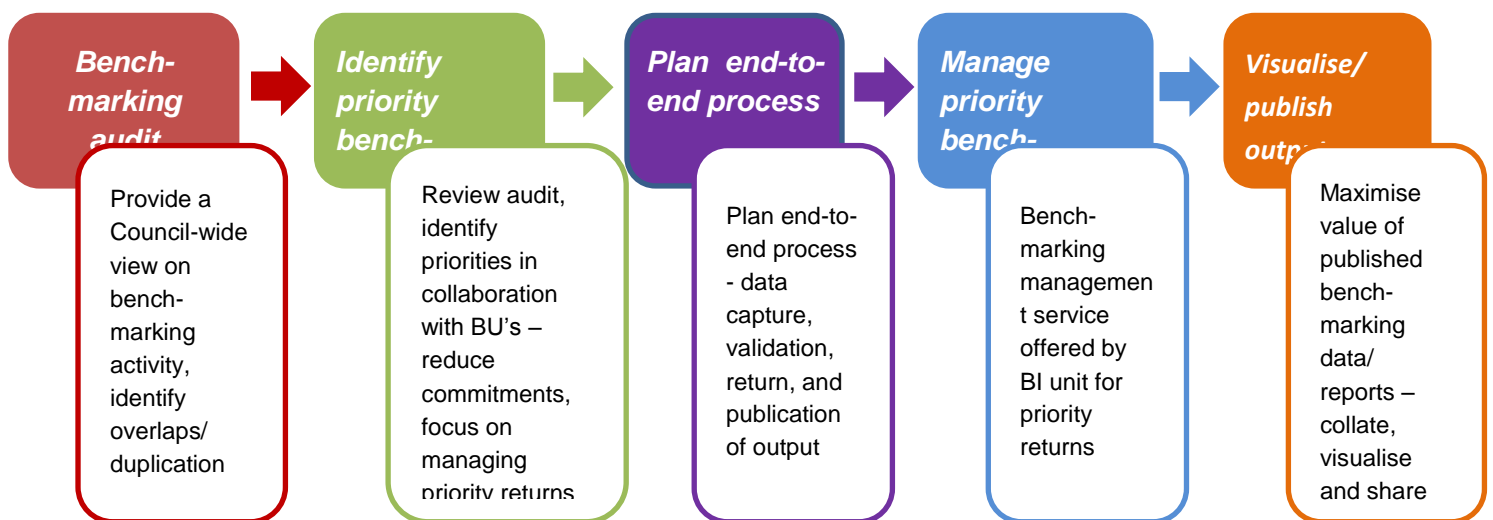 Bench-
marking
audit
Provide a
Council-wide
view on
bench-
marking
activity,
identify
overlaps/
duplication
Identify
priority
bench-
Review audit,
identify
priorities in
collaboration
with BU's –
reduce
commitments,
focus on
managing
priority returns
Plan end-to-
end process
Plan end-to-
end process
- data
capture,
validation,
return, and
publication
of output
Manage
priority
bench-
Bench-
marking
managemen
t service
offered by
BI unit for
priority
returns
Visualise/
publish
Maximise
value of
published
bench-
marking
data/
reports –
collate,
visualise
and share